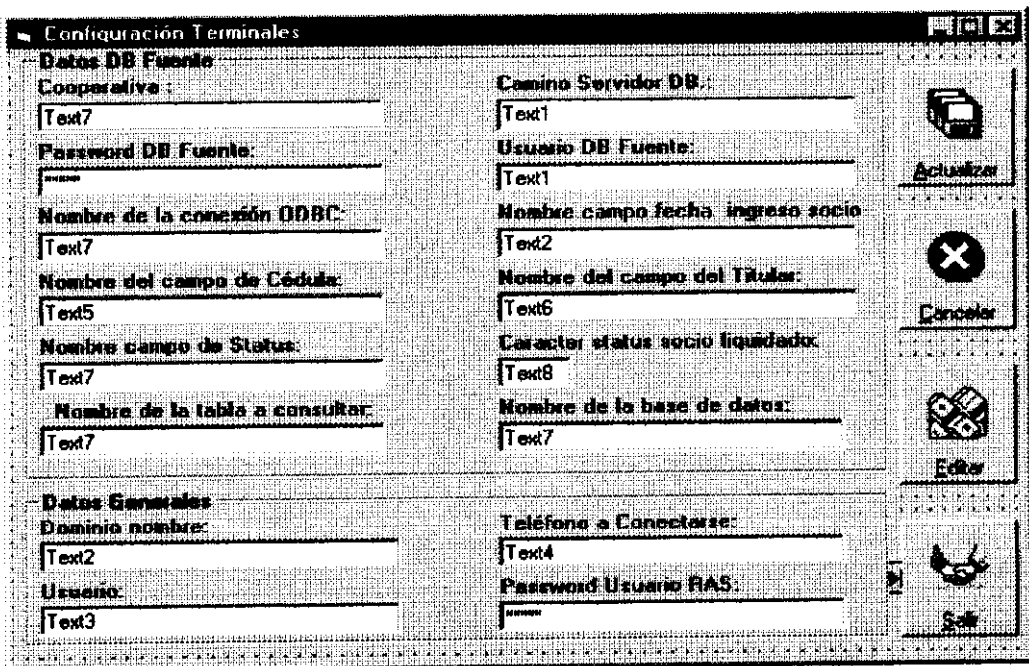 Configuración Terminales
Datos DB Fuente
Cooperativa :
Text7
Camino Servidor DB.:
Text1
Password DB Fuente:
*****
Usuario DB Fuente:
Text1
Nombre de la conexión ODBC:
Text7
Nombre campo fecha ingreso socio
Text2
Nombre del campo de Cédula:
Text5
Nombre del campo del Titular:
Text6
Nombre campo de Status:
Text7
Caracter status socio liquidado:
Text8
Nombre de la tabla a consultar:
Text7
Nombre de la base de datos:
Text7
Datos Generales
Dominio nombre:
Text2
Teléfono a Conectarse:
Text4
Usuario:
Text3
Password Usuario RAS:
*****
Actualizar
Cancelar
Editar
Salir